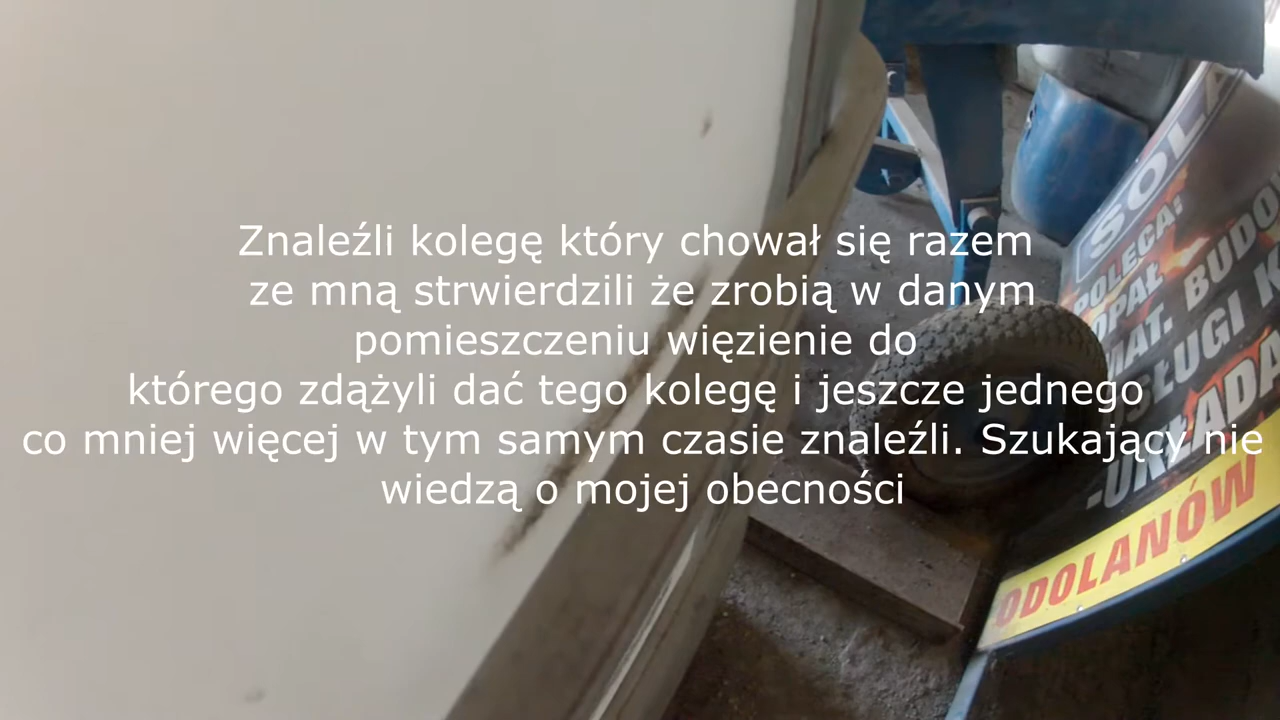 Znaleźli kolegę który chował się razem
ze mną strwierdzili że zrobią w danym
pomieszczeniu więzienie do
którego zdążyli dać tego kolegę i jeszcze jednego
co mniej więcej w tym samym czasie znaleźli. Szukający nie
wiedzą o mojej obecności
POLECA:
OPAŁ
MAT. BUDO
USŁUGI K
ODOLANÓW